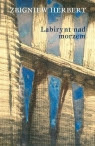 ZBIGNIEW HERBERT
Labirynt nad
morzem